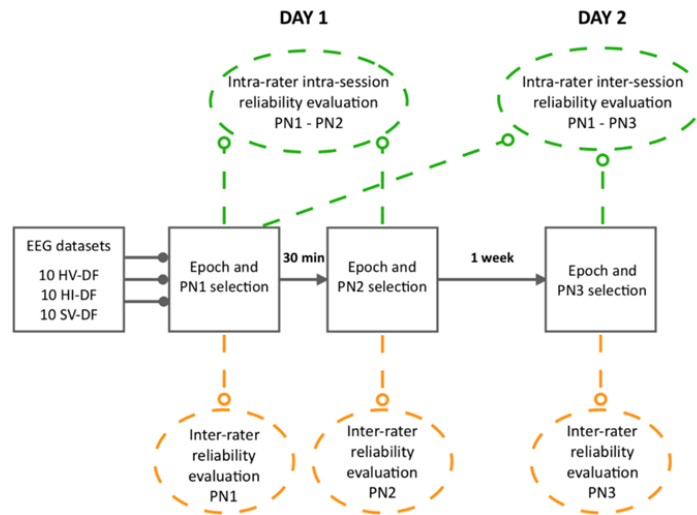 DAY 1
DAY 2
Intra-rater intra-session
reliability evaluation
PN1 - PN2
Intra-rater inter-session
reliability evaluation
PN1 - PN3
EEG datasets
10 HV-DF
10 HI-DF
10 SV-DF
Epoch and
PN1 selection
30 min
Epoch and
PN2 selection
1 week
Epoch and
PN3 selection
Inter-rater
reliability
evaluation
PN1
Inter-rater
reliability
evaluation
PN2
Inter-rater
reliability
evaluation
PN3